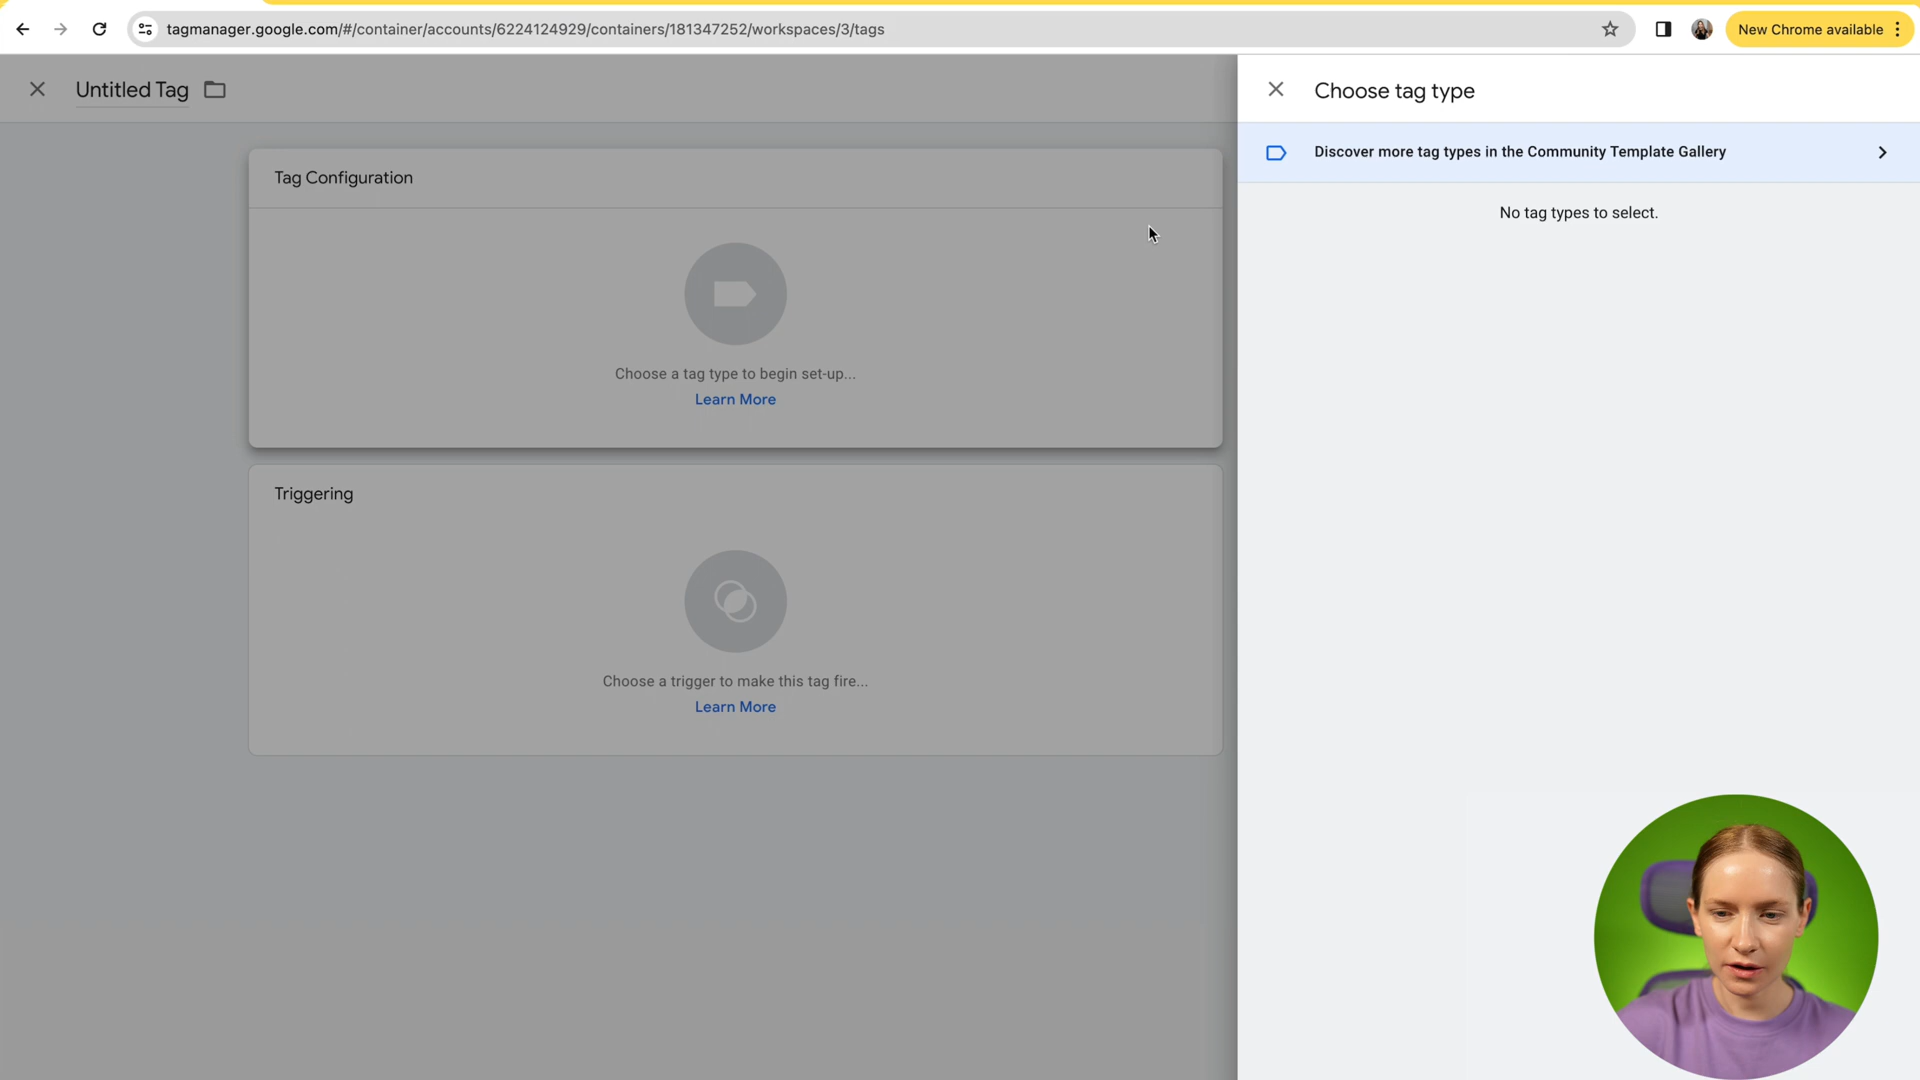 tagmanager.google.com/#/container/accounts/6224124929/containers/181347252/workspaces/3/tags
New Chrome available
Untitled Tag
Choose tag type
Discover more tag types in the Community Template Gallery
No tag types to select.
Tag Configuration
Choose a tag type to begin set-up...
Learn More
Triggering
Choose a trigger to make this tag fire...
Learn More